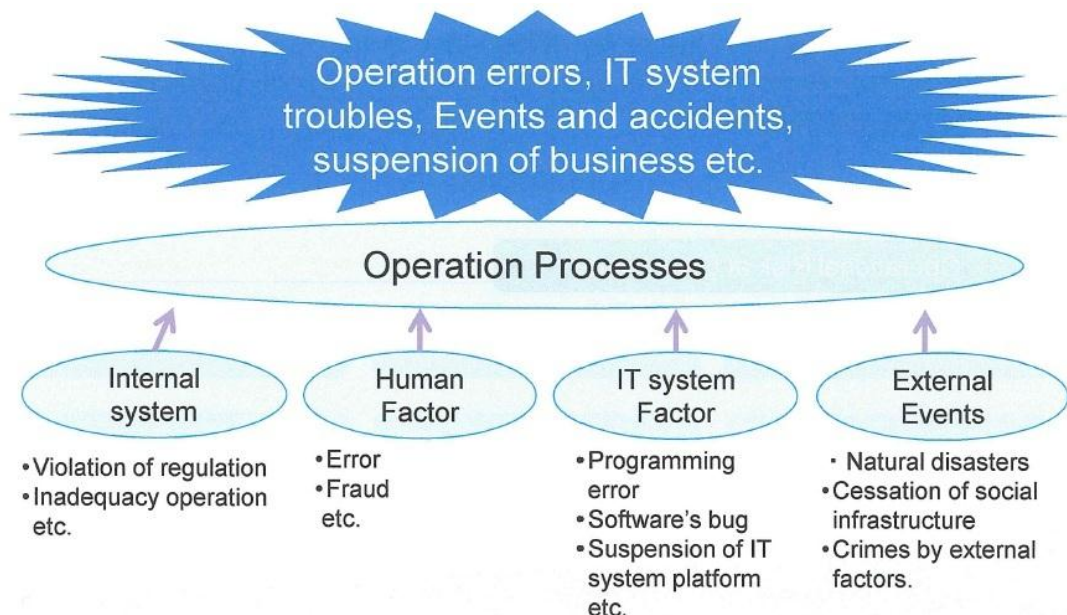 Operation errors, IT system
troubles, Events and accidents,
suspension of business etc.
Operation Processes
Internal
system
•Violation of regulation
•Inadequacy operation
etc.
Human
Factor
•Error
•Fraud
etc.
IT system
Factor
•Programming
error
•Software's bug
•Suspension of IT
system platform
etc.
External
Events
· Natural disasters
•Cessation of social
infrastructure
•Crimes by external
factors.